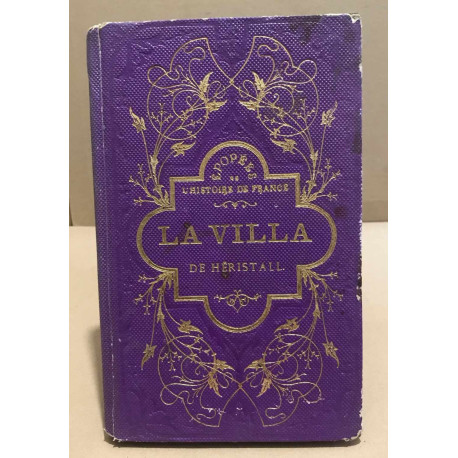 ÉPOPÉES
DE
L'HISTOIRE DE FRANCE
LA VILLA
DE HÉRISTALL